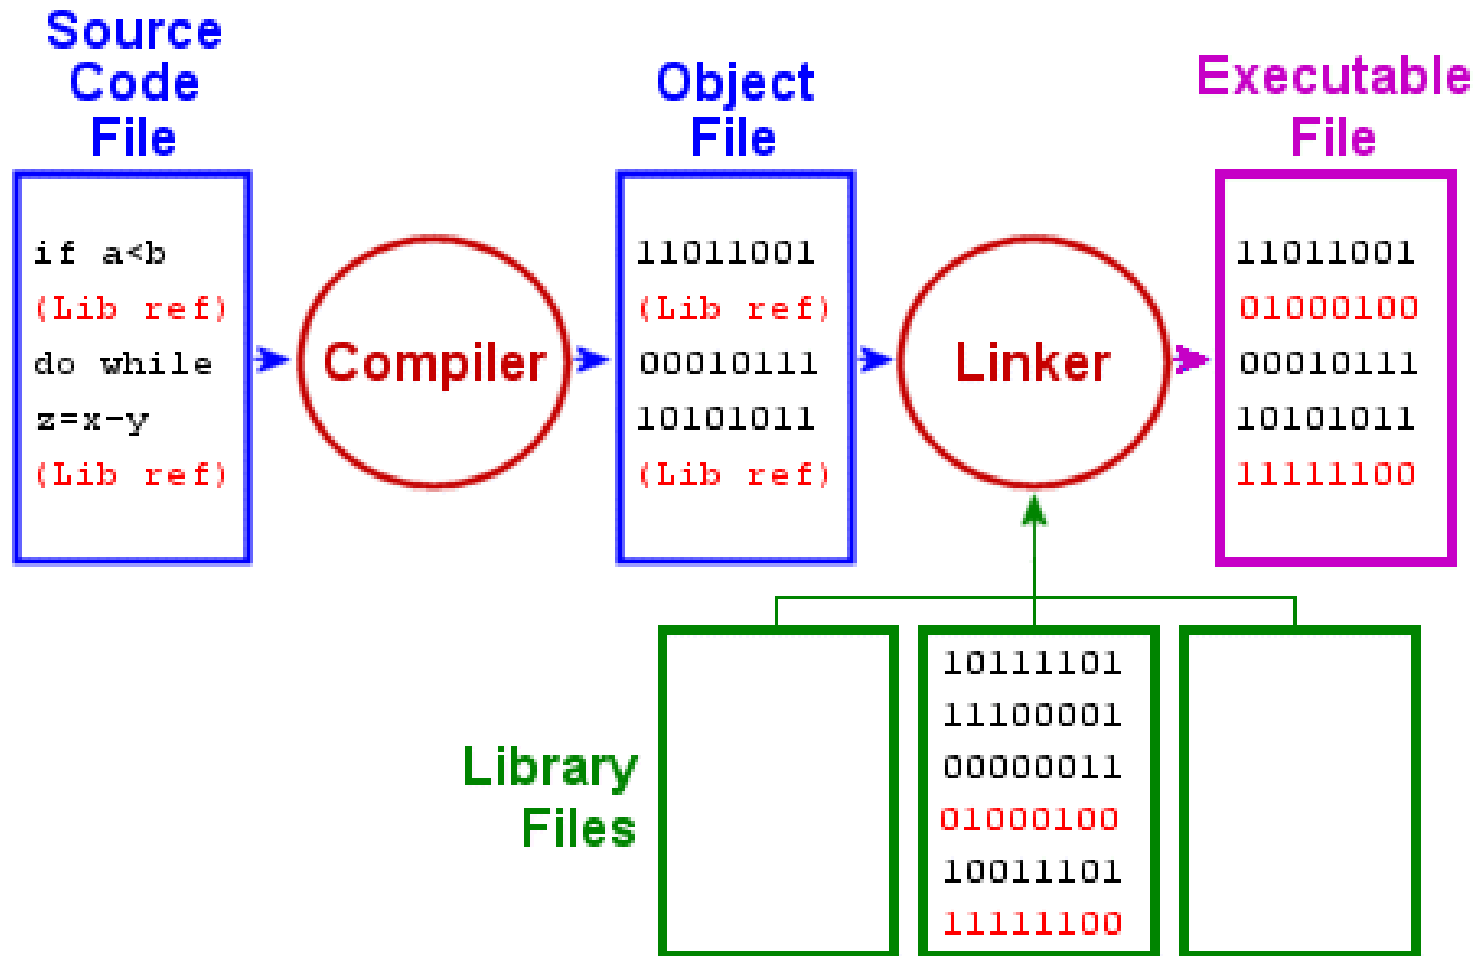 Source
Code
File
if a<b
(Lib ref)
do while
z=x-y
(Lib ref)
Compiler
Object
File
11011001
(Lib ref)
00010111
10101011
(Lib ref)
Linker
Executable
File
11011001
01000100
00010111
10101011
11111100
Library
Files
10111101
11100001
00000011
01000100
10011101
11111100